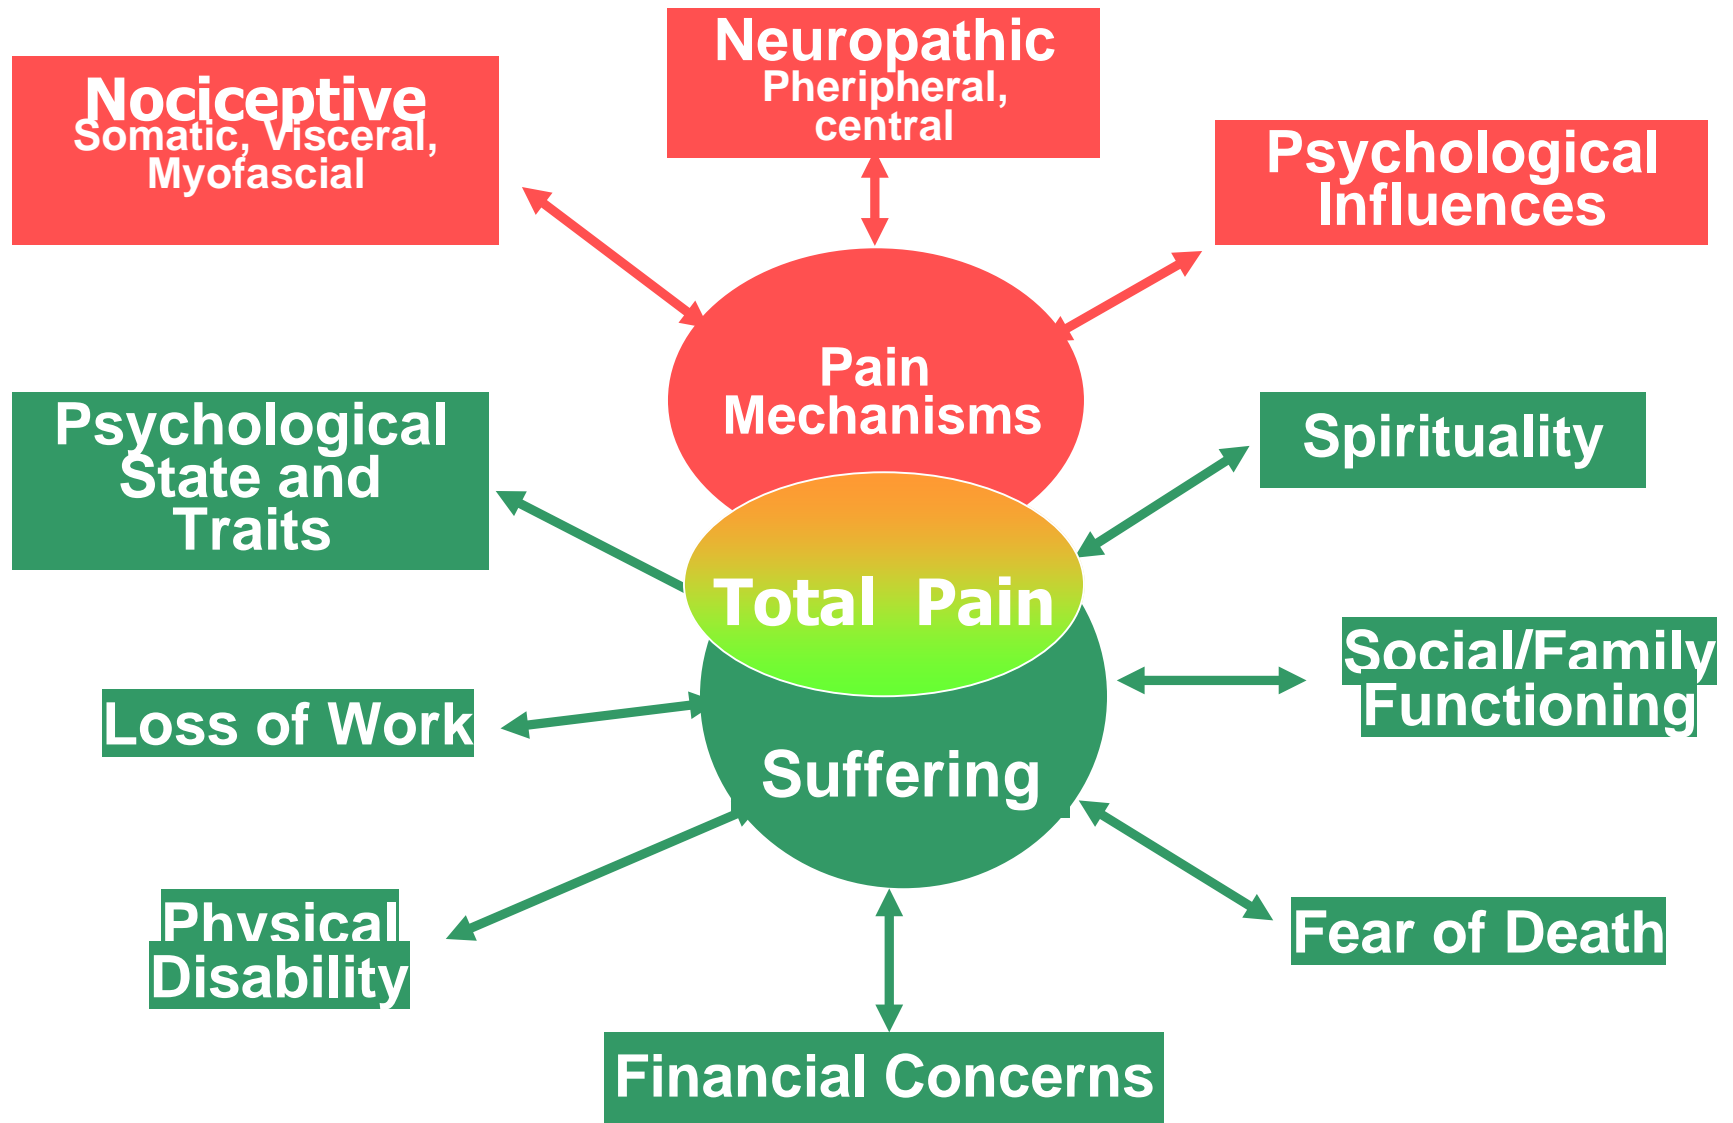 Neuropathic
Pheripheral,
central
Nociceptive
Somatic, Visceral,
Myofascial
Psychological
Influences
Pain
Mechanisms
Psychological
State and
Traits
Spirituality
Total Pain
Social/Family
Functioning
Loss of Work
Suffering
Physical
Disability
Fear of Death
Financial Concerns